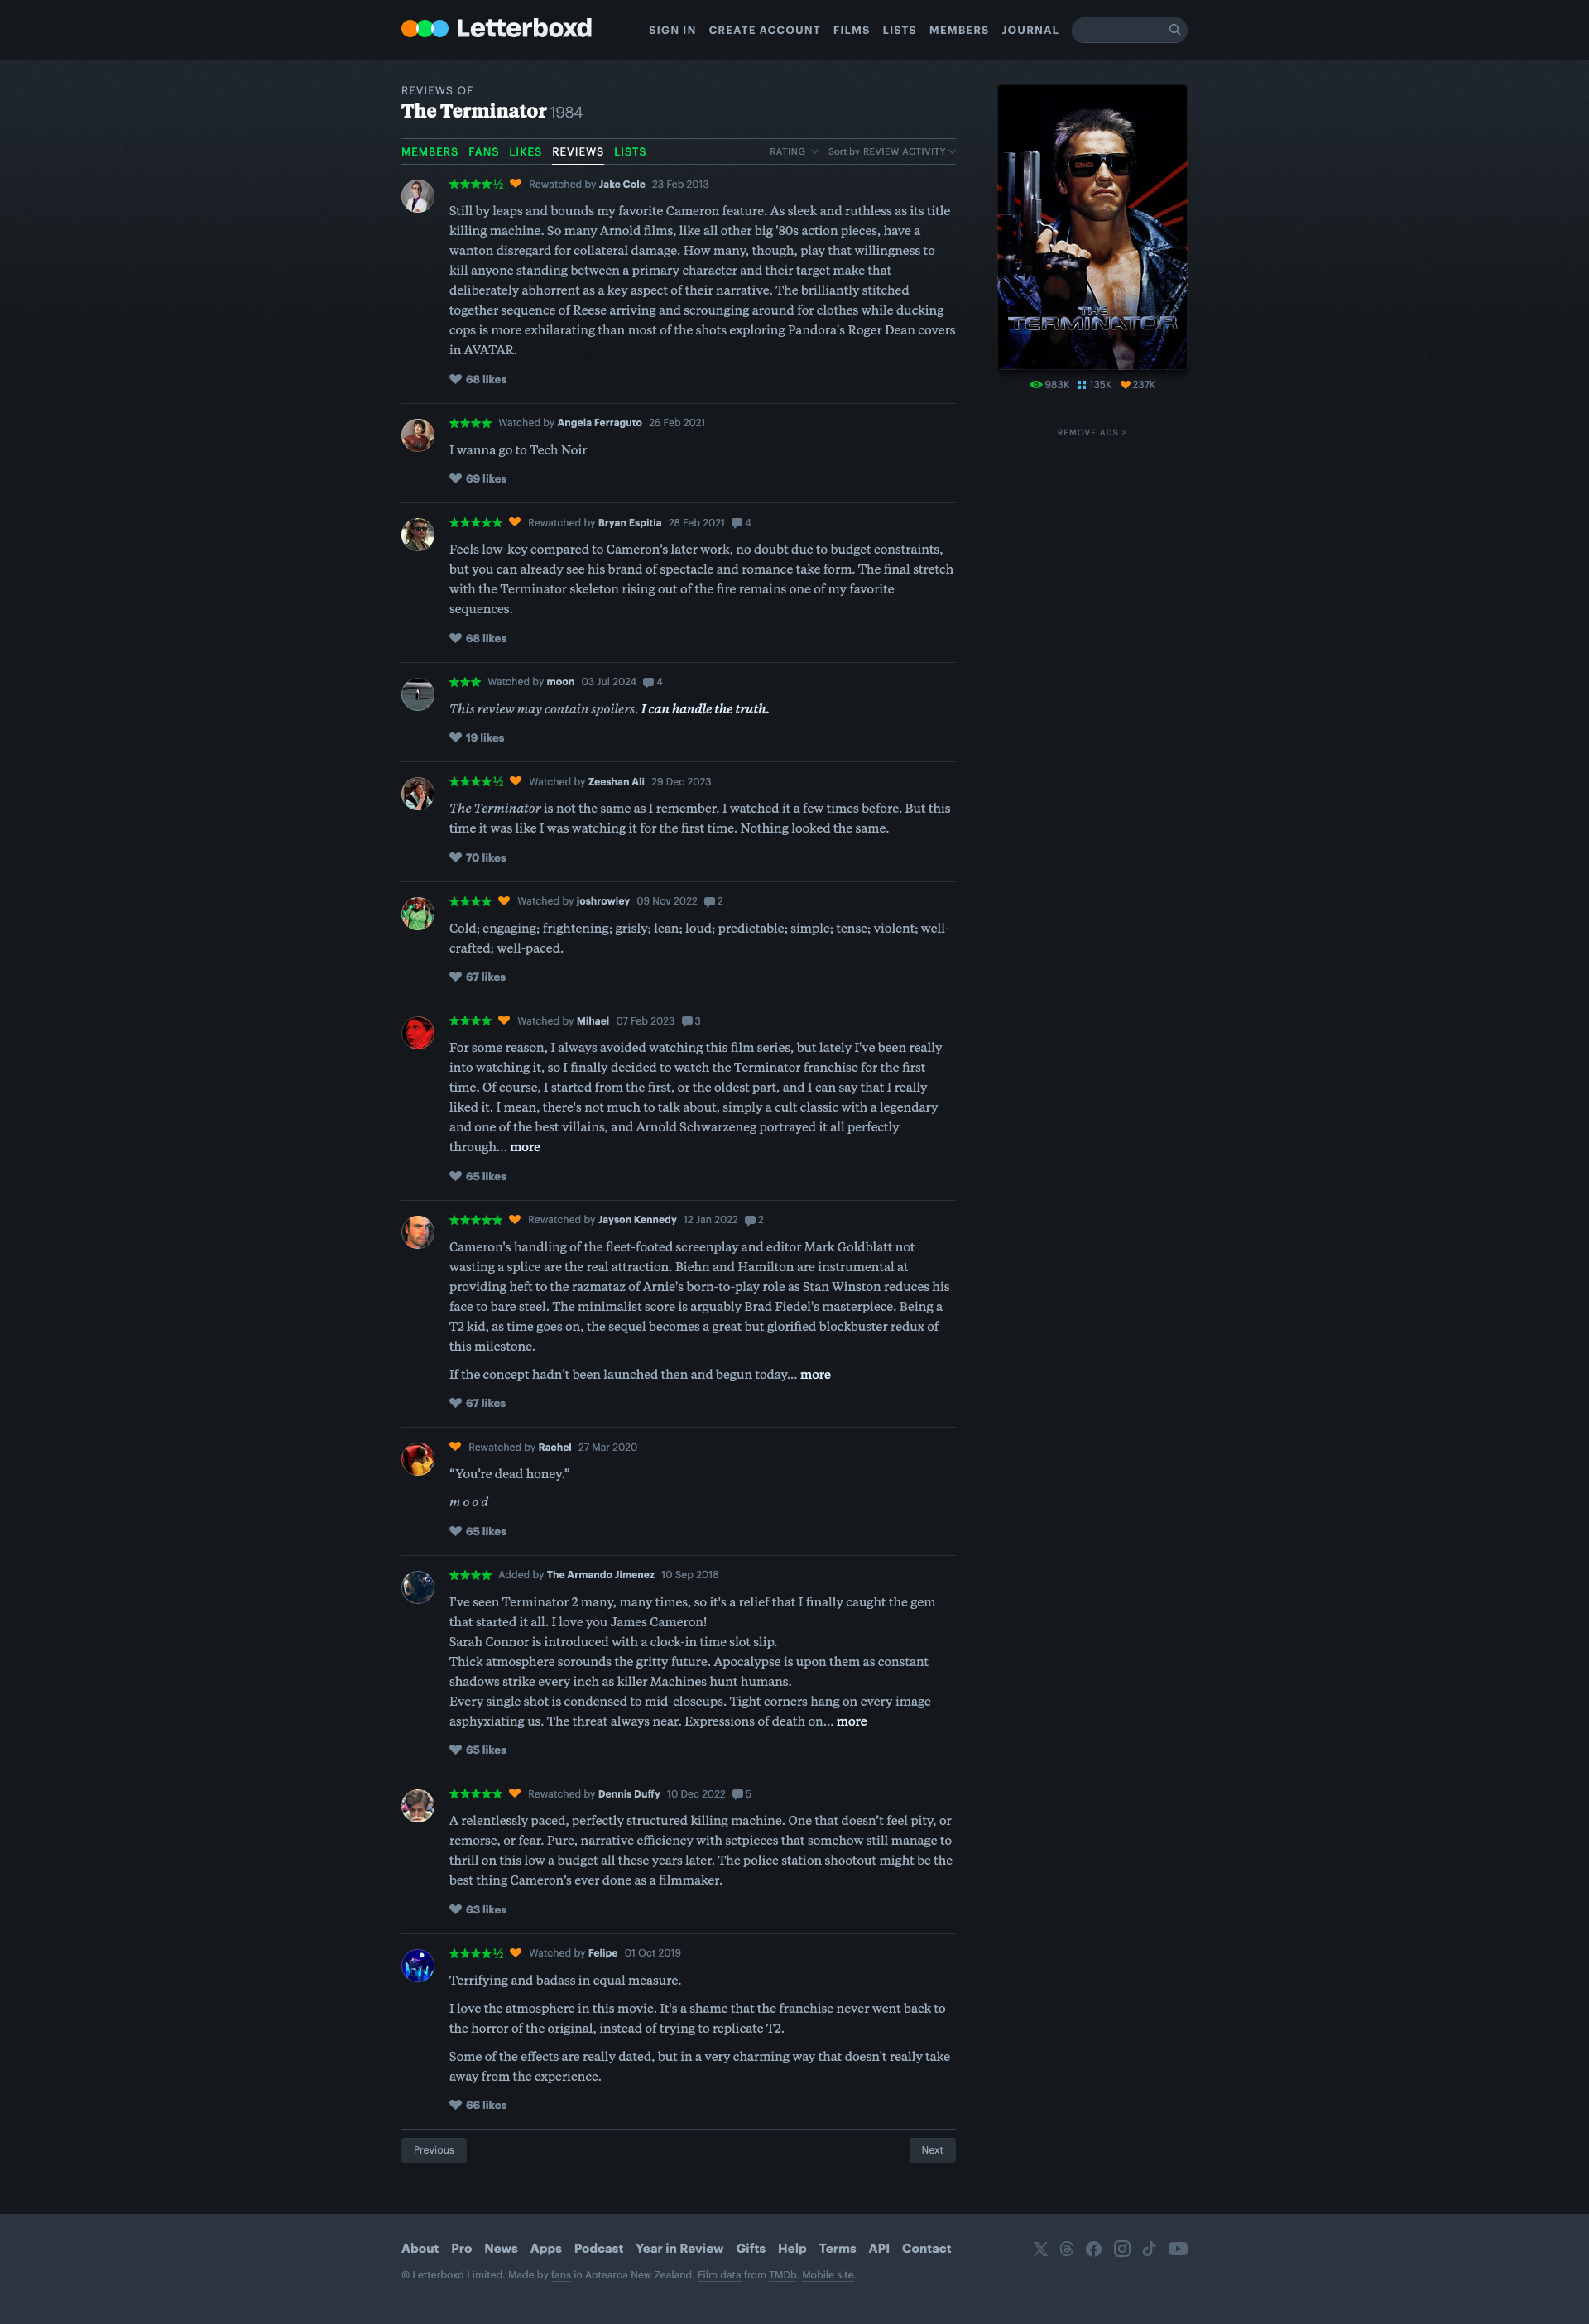 Letterboxd
SIGN IN CREATE ACCOUNT FILMS LISTS MEMBERS JOURNAL
REVIEWS OF
The Terminator 1984
MEMBERS FANS LIKES REVIEWS LISTS RATING Sort by REVIEW ACTIVITY
★★★★½ Rewatched by Jake Cole 23 Feb 2013
Still by leaps and bounds my favorite Cameron feature. As sleek and ruthless as its title
killing machine. So many Arnold films, like all other big '80s action pieces, have a
wanton disregard for collateral damage. How many, though, play that willingness to
kill anyone standing between a primary character and their target make that
deliberately abhorrent as a key aspect of their narrative. The brilliantly stitched
together sequence of Reese arriving and scrounging around for clothes while ducking
cops is more exhilarating than most of the shots exploring Pandora's Roger Dean covers
in AVATAR.
68 likes
★★★★ Watched by Angela Ferraguto 26 Feb 2021
I wanna go to Tech Noir
69 likes
★★★★★ Rewatched by Bryan Espitia 28 Feb 2021 4
Feels low-key compared to Cameron's later work, no doubt due to budget constraints,
but you can already see his brand of spectacle and romance take form. The final stretch
with the Terminator skeleton rising out of the fire remains one of my favorite
sequences.
68 likes
★★★ Watched by moon 03 Jul 2024 4
This review may contain spoilers. I can handle the truth.
19 likes
★★★★½ Watched by Zeeshan Ali 29 Dec 2023
The Terminator is not the same as I remember. I watched it a few times before. But this
time it was like I was watching it for the first time. Nothing looked the same.
70 likes
★★★★ Watched by joshrowley 09 Nov 2022 2
Cold; engaging; frightening; grisly; lean; loud; predictable; simple; tense; violent; well-
crafted; well-paced.
67 likes
★★★★ Watched by Mihael 07 Feb 2023 3
For some reason, I always avoided watching this film series, but lately I've been really
into watching it, so I finally decided to watch the Terminator franchise for the first
time. Of course, I started from the first, or the oldest part, and I can say that I really
liked it. I mean, there's not much to talk about, simply a cult classic with a legendary
and one of the best villains, and Arnold Schwarzeneg portrayed it all perfectly
through... more
65 likes
★★★★★ Rewatched by Jayson Kennedy 12 Jan 2022 2
Cameron's handling of the fleet-footed screenplay and editor Mark Goldblatt not
wasting a splice are the real attraction. Biehn and Hamilton are instrumental at
providing heft to the razmataz of Arnie's born-to-play role as Stan Winston reduces his
face to bare steel. The minimalist score is arguably Brad Fiedel's masterpiece. Being a
T2 kid, as time goes on, the sequel becomes a great but glorified blockbuster redux of
this milestone.
If the concept hadn't been launched then and begun today... more
67 likes
Rewatched by Rachel 27 Mar 2020
“You're dead honey.”
m o o d
65 likes
★★★★ Added by The Armando Jimenez 10 Sep 2018
I've seen Terminator 2 many, many times, so it's a relief that I finally caught the gem
that started it all. I love you James Cameron!
Sarah Connor is introduced with a clock-in time slot slip.
Thick atmosphere sorounds the gritty future. Apocalypse is upon them as constant
shadows strike every inch as killer Machines hunt humans.
Every single shot is condensed to mid-closeups. Tight corners hang on every image
asphyxiating us. The threat always near. Expressions of death on... more
65 likes
★★★★★ Rewatched by Dennis Duffy 10 Dec 2022 5
A relentlessly paced, perfectly structured killing machine. One that doesn't feel pity, or
remorse, or fear. Pure, narrative efficiency with setpieces that somehow still manage to
thrill on this low a budget all these years later. The police station shootout might be the
best thing Cameron's ever done as a filmmaker.
63 likes
★★★★½ Watched by Felipe 01 Oct 2019
Terrifying and badass in equal measure.
I love the atmosphere in this movie. It's a shame that the franchise never went back to
the horror of the original, instead of trying to replicate T2.
Some of the effects are really dated, but in a very charming way that doesn't really take
away from the experience.
66 likes
Previous Next
THE
TERMINATOR
983K 135K 237K
REMOVE ADS
About Pro News Apps Podcast Year in Review Gifts Help Terms API Contact
© Letterboxd Limited. Made by fans in Aotearoa New Zealand. Film data from TMDb. Mobile site.